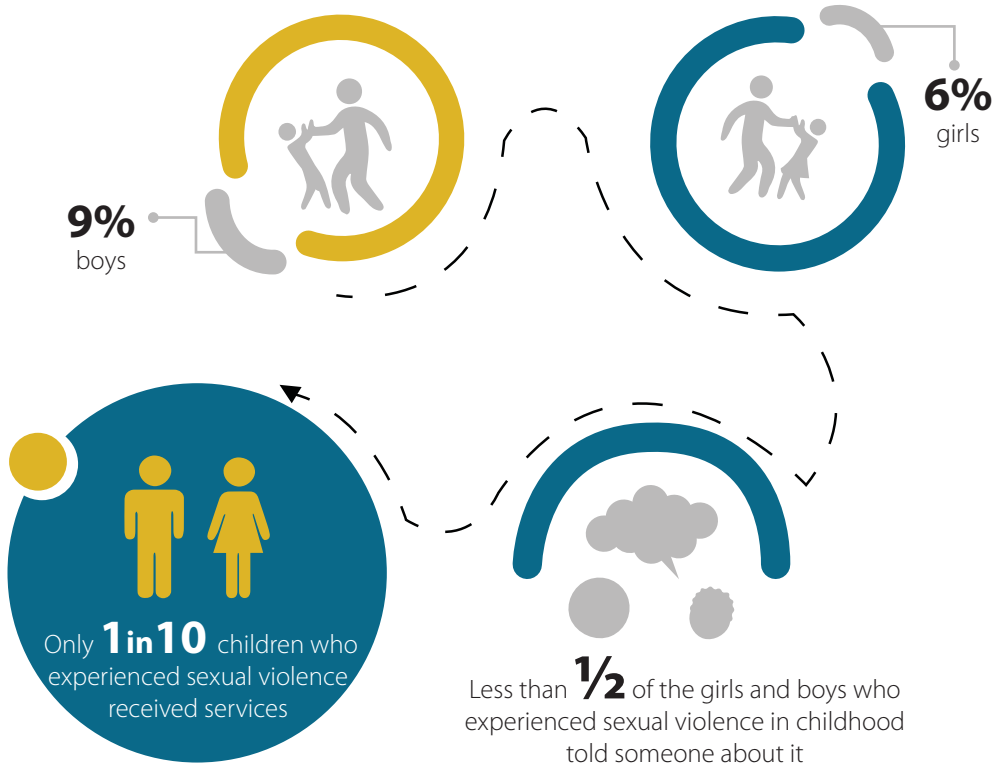 9%
boys
6%
girls
Less than ½ of the girls and boys who
experienced sexual violence in childhood
told someone about it
Only 1 in 10 children who
experienced sexual violence
received services